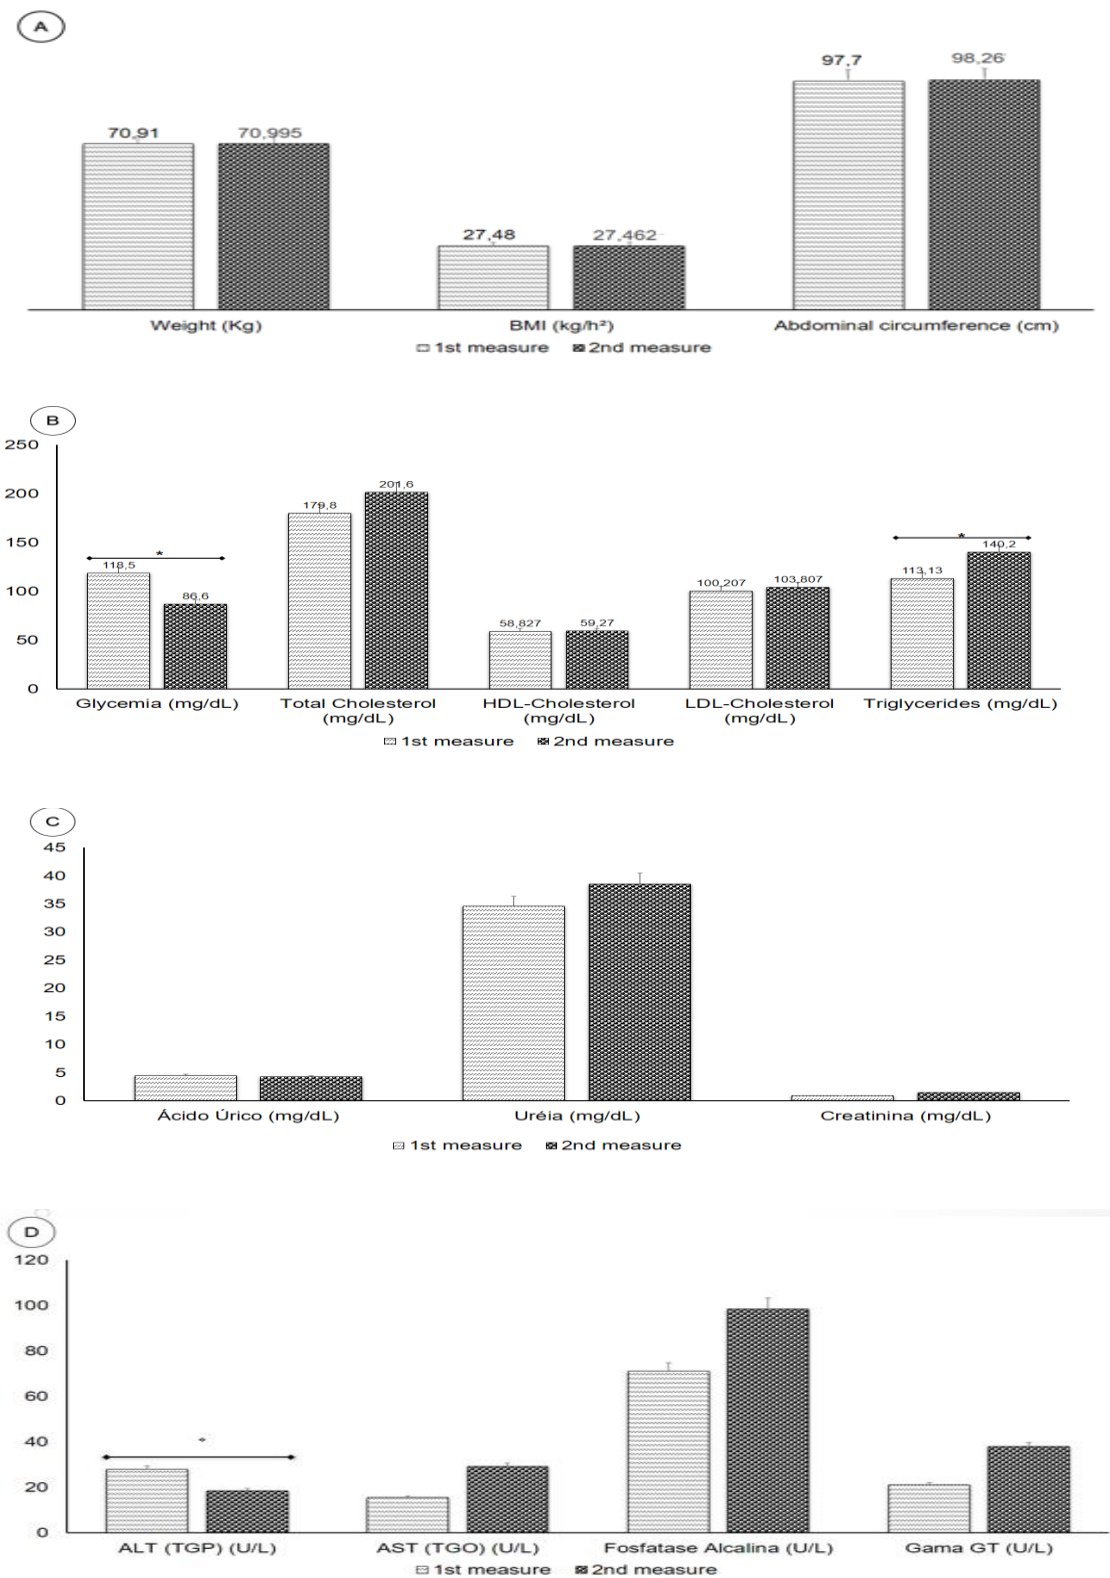 A
97,7 98,26
70,91 70,995
27,48 27,462
Weight (Kg) BMI (kg/h²) Abdominal circumference (cm)
1st measure 2nd measure
B
250
200
150
100
50
0
118,5 * 86,6
179,8 201,6
58,827 59,27
100,207 103,807
113,13 * 140,2
Glycemia (mg/dL) Total Cholesterol (mg/dL) HDL-Cholesterol (mg/dL) LDL-Cholesterol (mg/dL) Triglycerides (mg/dL)
1st measure 2nd measure
C
45
40
35
30
25
20
15
10
5
0
Ácido Úrico (mg/dL) Uréia (mg/dL) Creatinina (mg/dL)
1st measure 2nd measure
D
120
100
80
60
40
20
0
*
ALT (TGP) (U/L) AST (TGO) (U/L) Fosfatase Alcalina (U/L) Gama GT (U/L)
1st measure 2nd measure